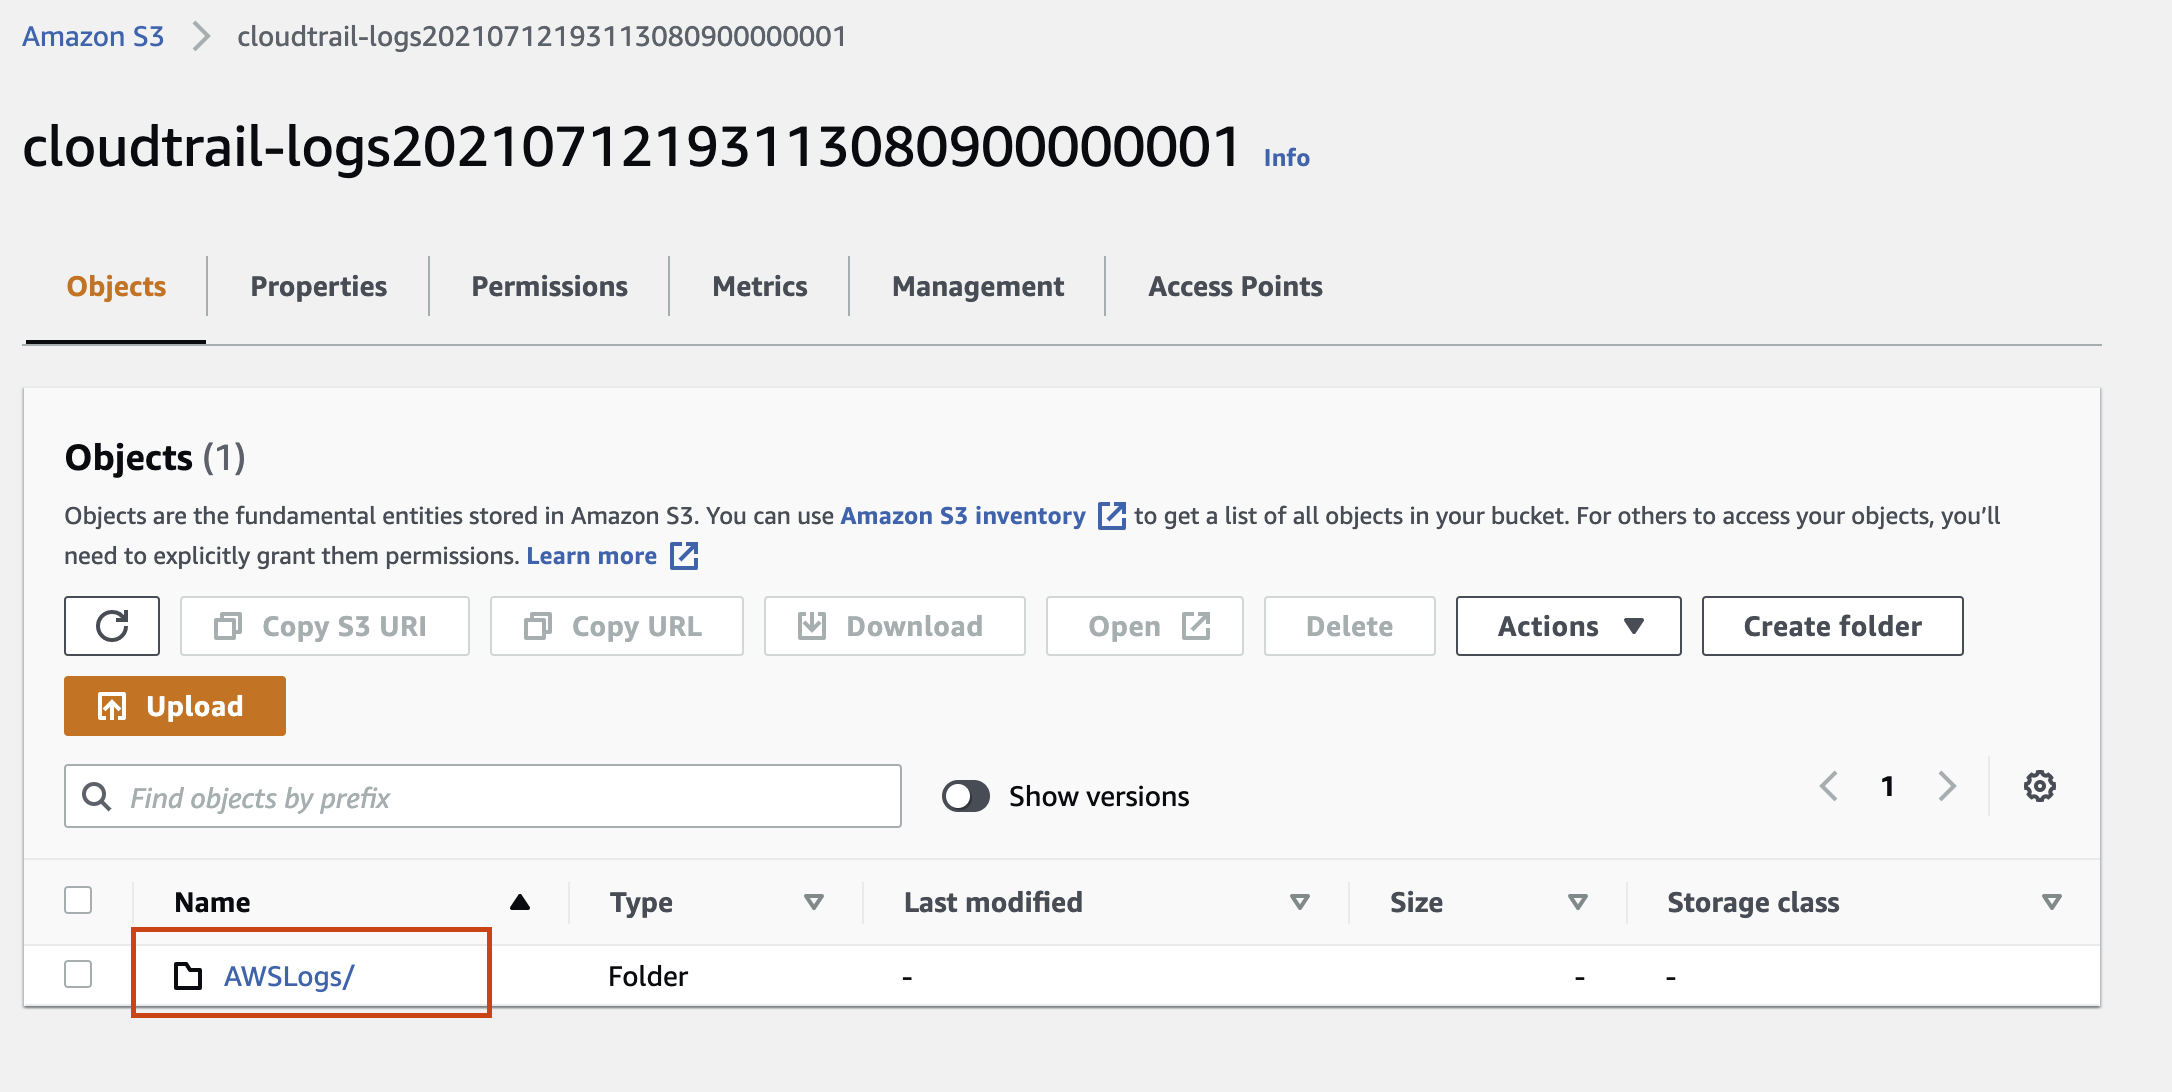 Amazon S3 cloudtrail-logs20210712193113080900000001
cloudtrail-logs20210712193113080900000001 Info
Objects Properties Permissions Metrics Management Access Points
Objects (1)
Objects are the fundamental entities stored in Amazon S3. You can use Amazon S3 inventory to get a list of all objects in your bucket. For others to access your objects, you’ll
need to explicitly grant them permissions. Learn more
Copy S3 URI Copy URL Download Open Delete Actions Create folder
Upload
Find objects by prefix Show versions 1
Name Type Last modified Size Storage class
AWSLogs/ Folder - - -